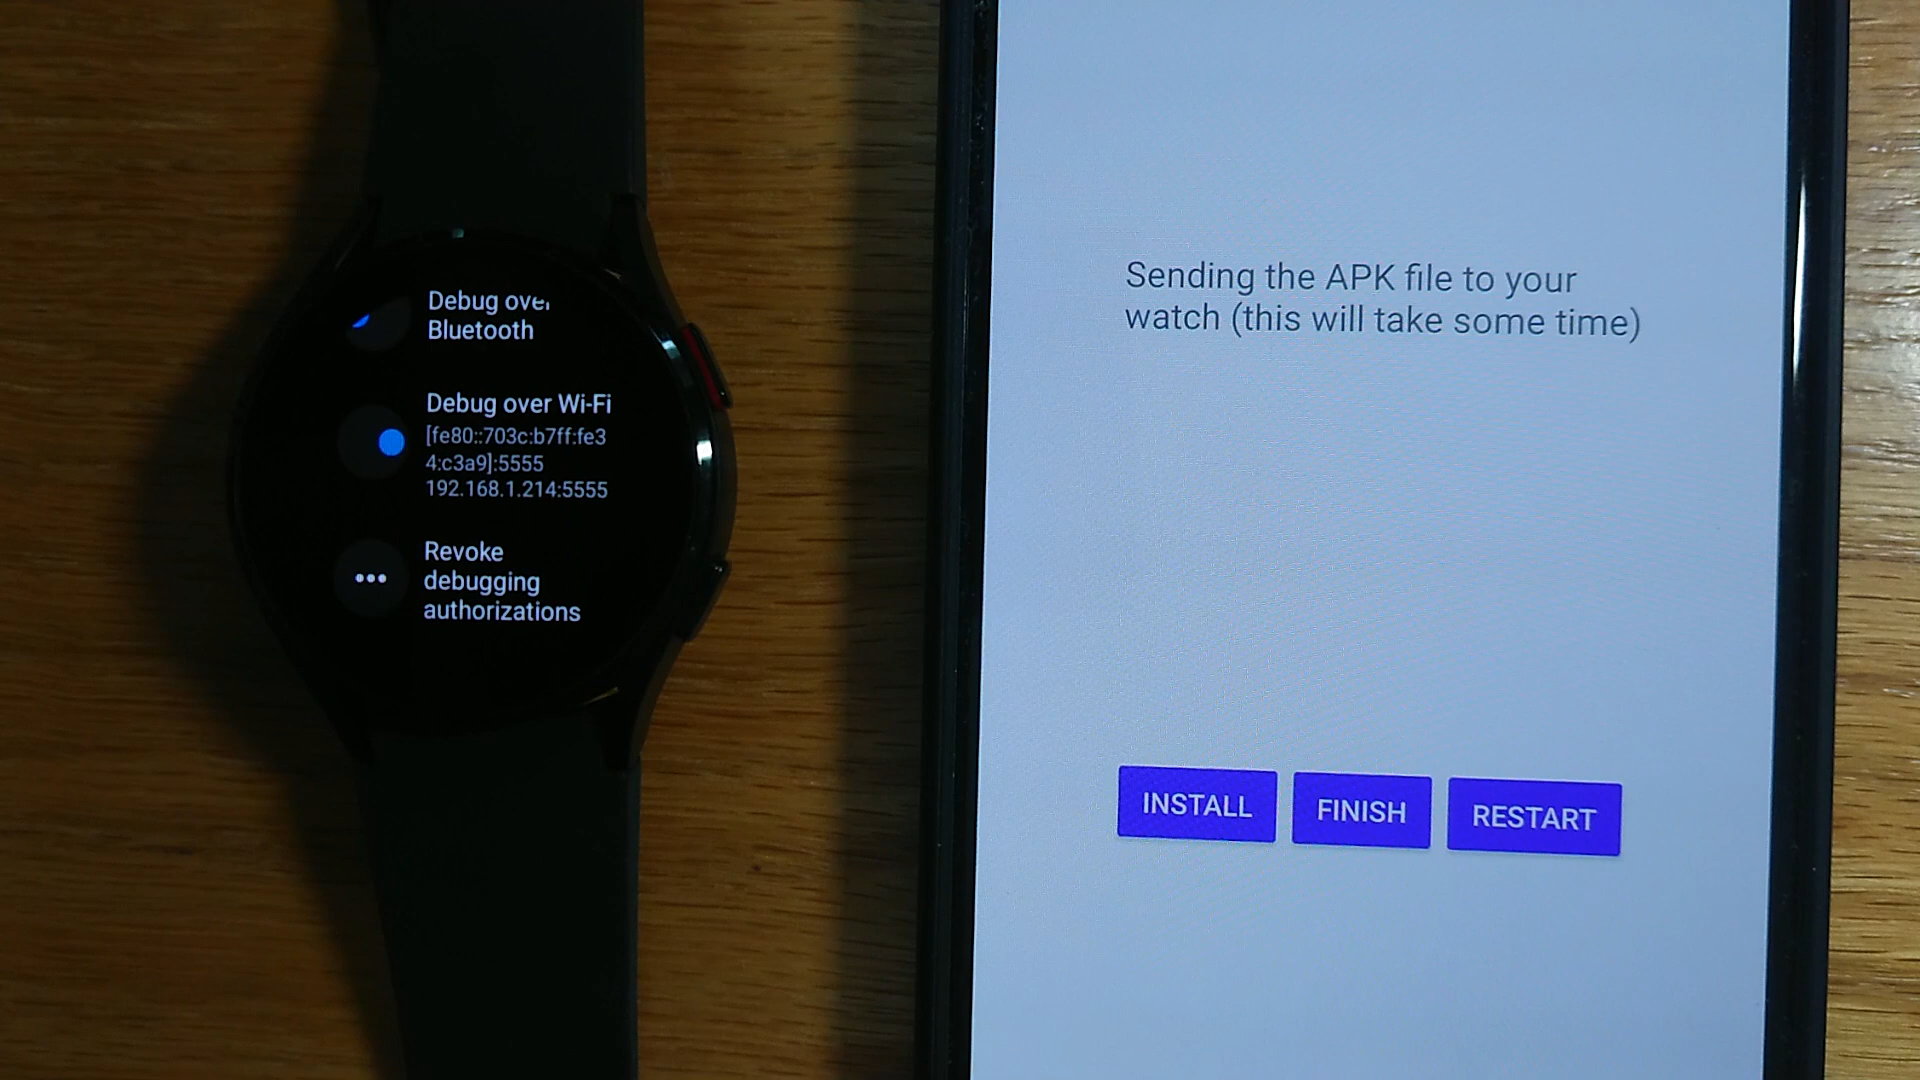 Debug over
Bluetooth
Debug over Wi-Fi
[fe80::703c:b7ff:fe3
4:c3a9]:5555
192.168.1.214:5555
Revoke
debugging
authorizations
Sending the APK file to your
watch (this will take some time)
INSTALL
FINISH
RESTART